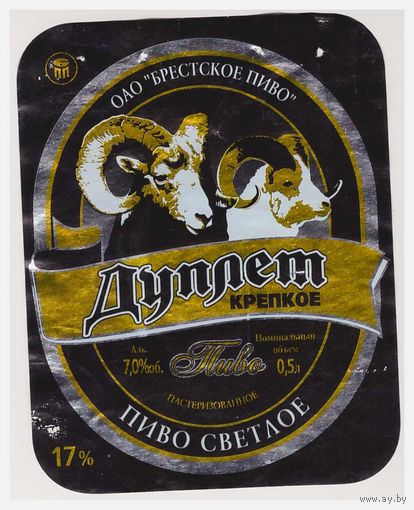 ОАО "БРЕСТСКОЕ ПИВО"
Дуплет
КРЕПКОЕ
Алк.
7,0%об.
Пиво
Номинальный
объем
0,5л
ПАСТЕРИЗОВАННОЕ
ПИВО СВЕТЛОЕ
17%
www.ay.by